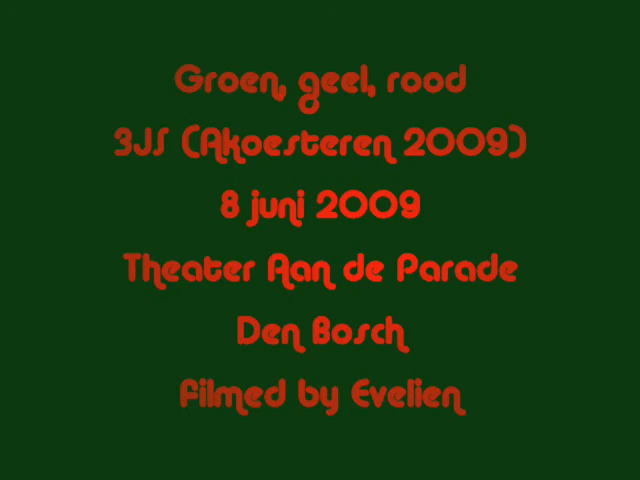 Groen, geel, rood
3JS (Akoesteren 2009)
8 juni 2009
Theater Aan de Parade
Den Bosch
Filmed by Evelien